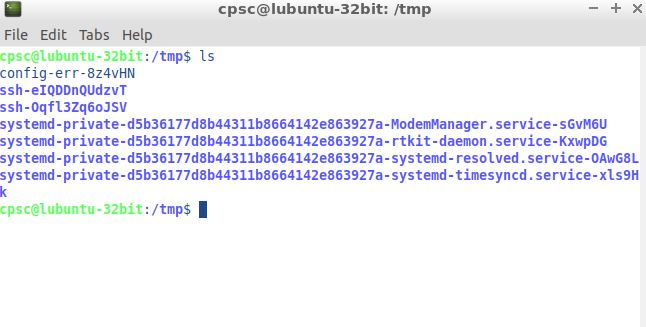 cpsc@lubuntu-32bit: /tmp
File Edit Tabs Help
cpsc@lubuntu-32bit:/tmp$ ls
config-err-8z4vHN
ssh-eIQDDnQUdzvT
ssh-Oqfl3Zq6oJSV
systemd-private-d5b36177d8b44311b8664142e863927a-ModemManager.service-sGvM6U
systemd-private-d5b36177d8b44311b8664142e863927a-rtkit-daemon.service-KxwpDG
systemd-private-d5b36177d8b44311b8664142e863927a-systemd-resolved.service-OAwG8L
systemd-private-d5b36177d8b44311b8664142e863927a-systemd-timesyncd.service-xls9H
k
cpsc@lubuntu-32bit:/tmp$